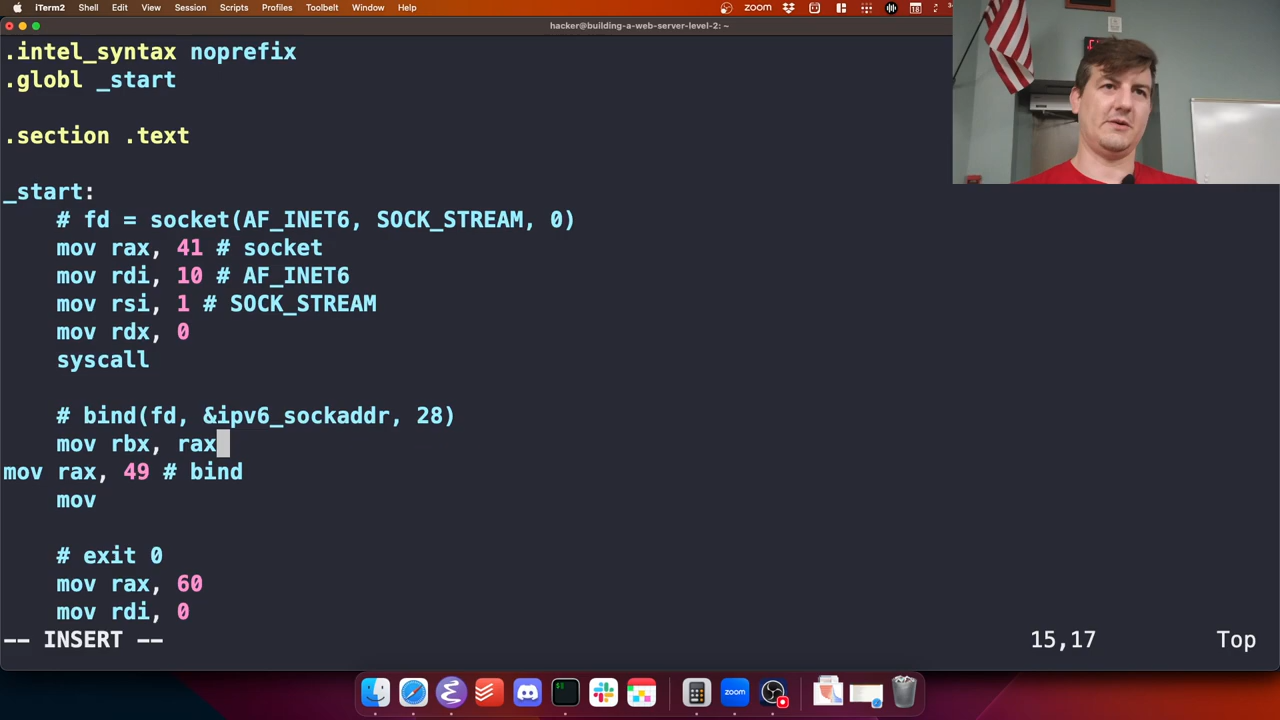 iTerm2 Shell Edit View Session Scripts Profiles Toolbelt Window Help zoom 18
hacker@building-a-web-server-level-2: ~
.intel_syntax noprefix
.globl _start
.section .text
_start:
# fd = socket(AF_INET6, SOCK_STREAM, 0)
mov rax, 41 # socket
mov rdi, 10 # AF_INET6
mov rsi, 1 # SOCK_STREAM
mov rdx, 0
syscall
# bind(fd, &ipv6_sockaddr, 28)
mov rbx, rax
mov rax, 49 # bind
mov
# exit 0
mov rax, 60
mov rdi, 0
-- INSERT -- 15,17 Top
zoom